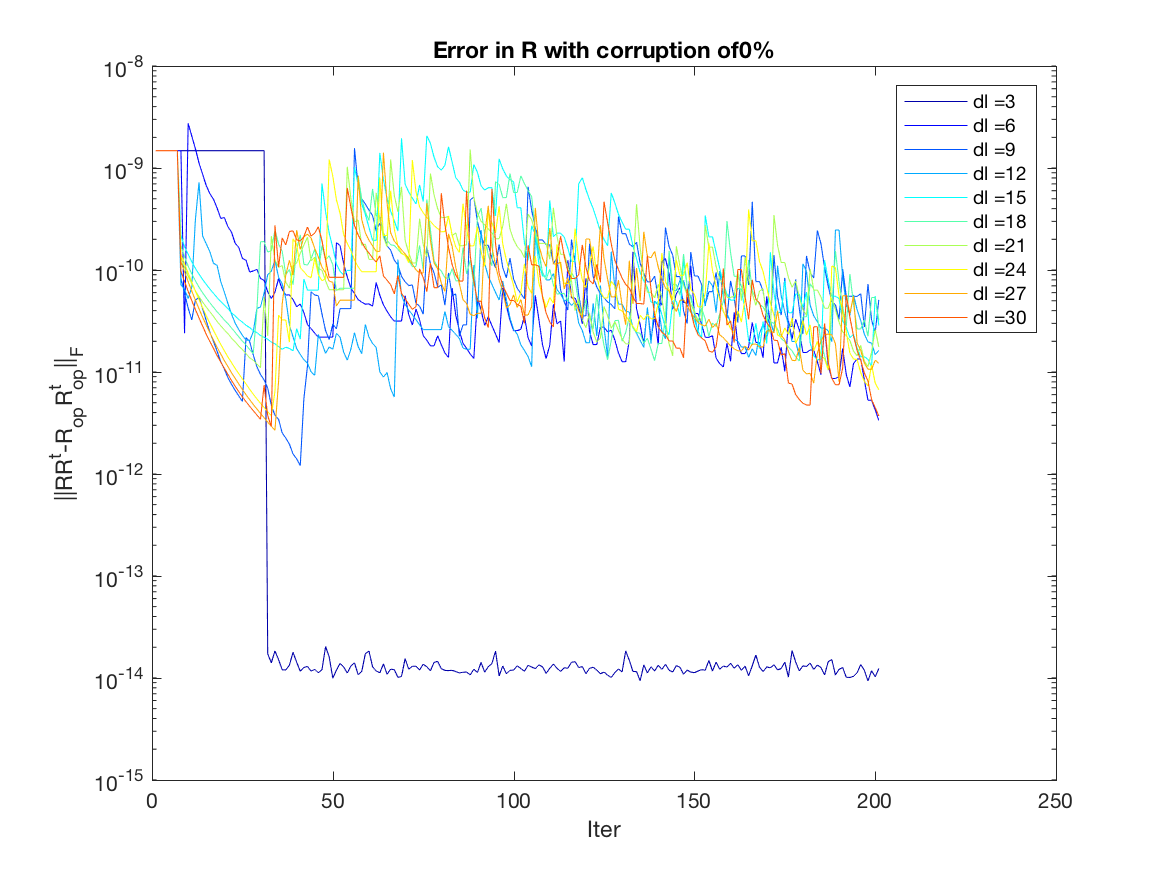 Error in R with corruption of0%
10^-8
10^-9
10^-10
10^-11
10^-12
10^-13
10^-14
10^-15
||RR^t-R_op R^t_op||_F
0 50 100 150 200 250
Iter
dl =3
dl =6
dl =9
dl =12
dl =15
dl =18
dl =21
dl =24
dl =27
dl =30